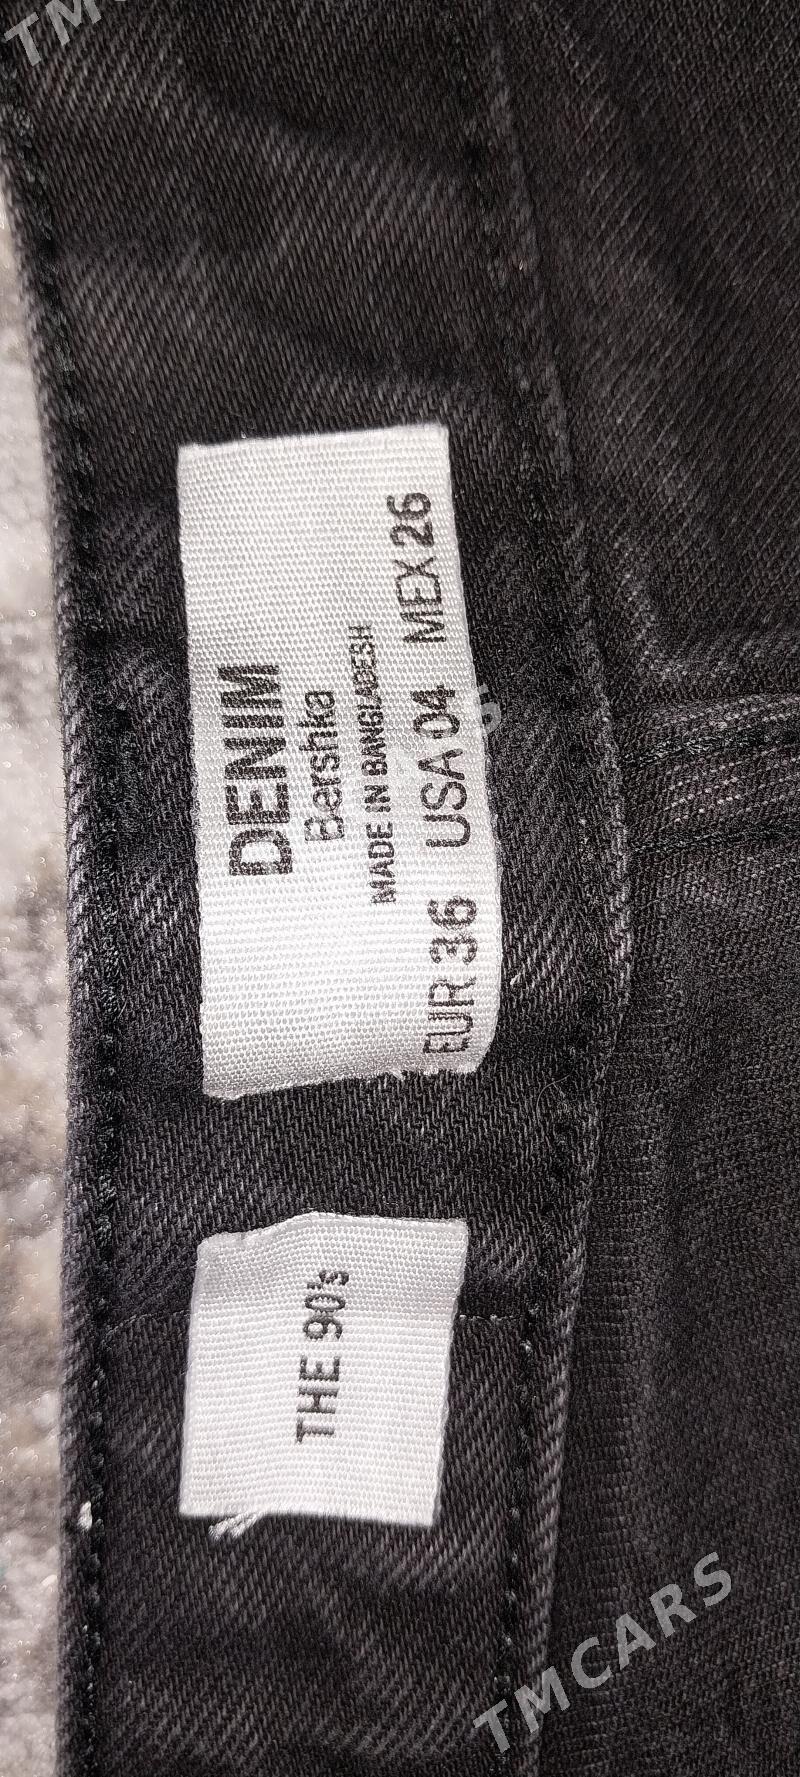 DENIM
Bershka
MADE IN BANGLADESH
EUR 36 USA 04 MEX 26
THE 90's
TMCARS